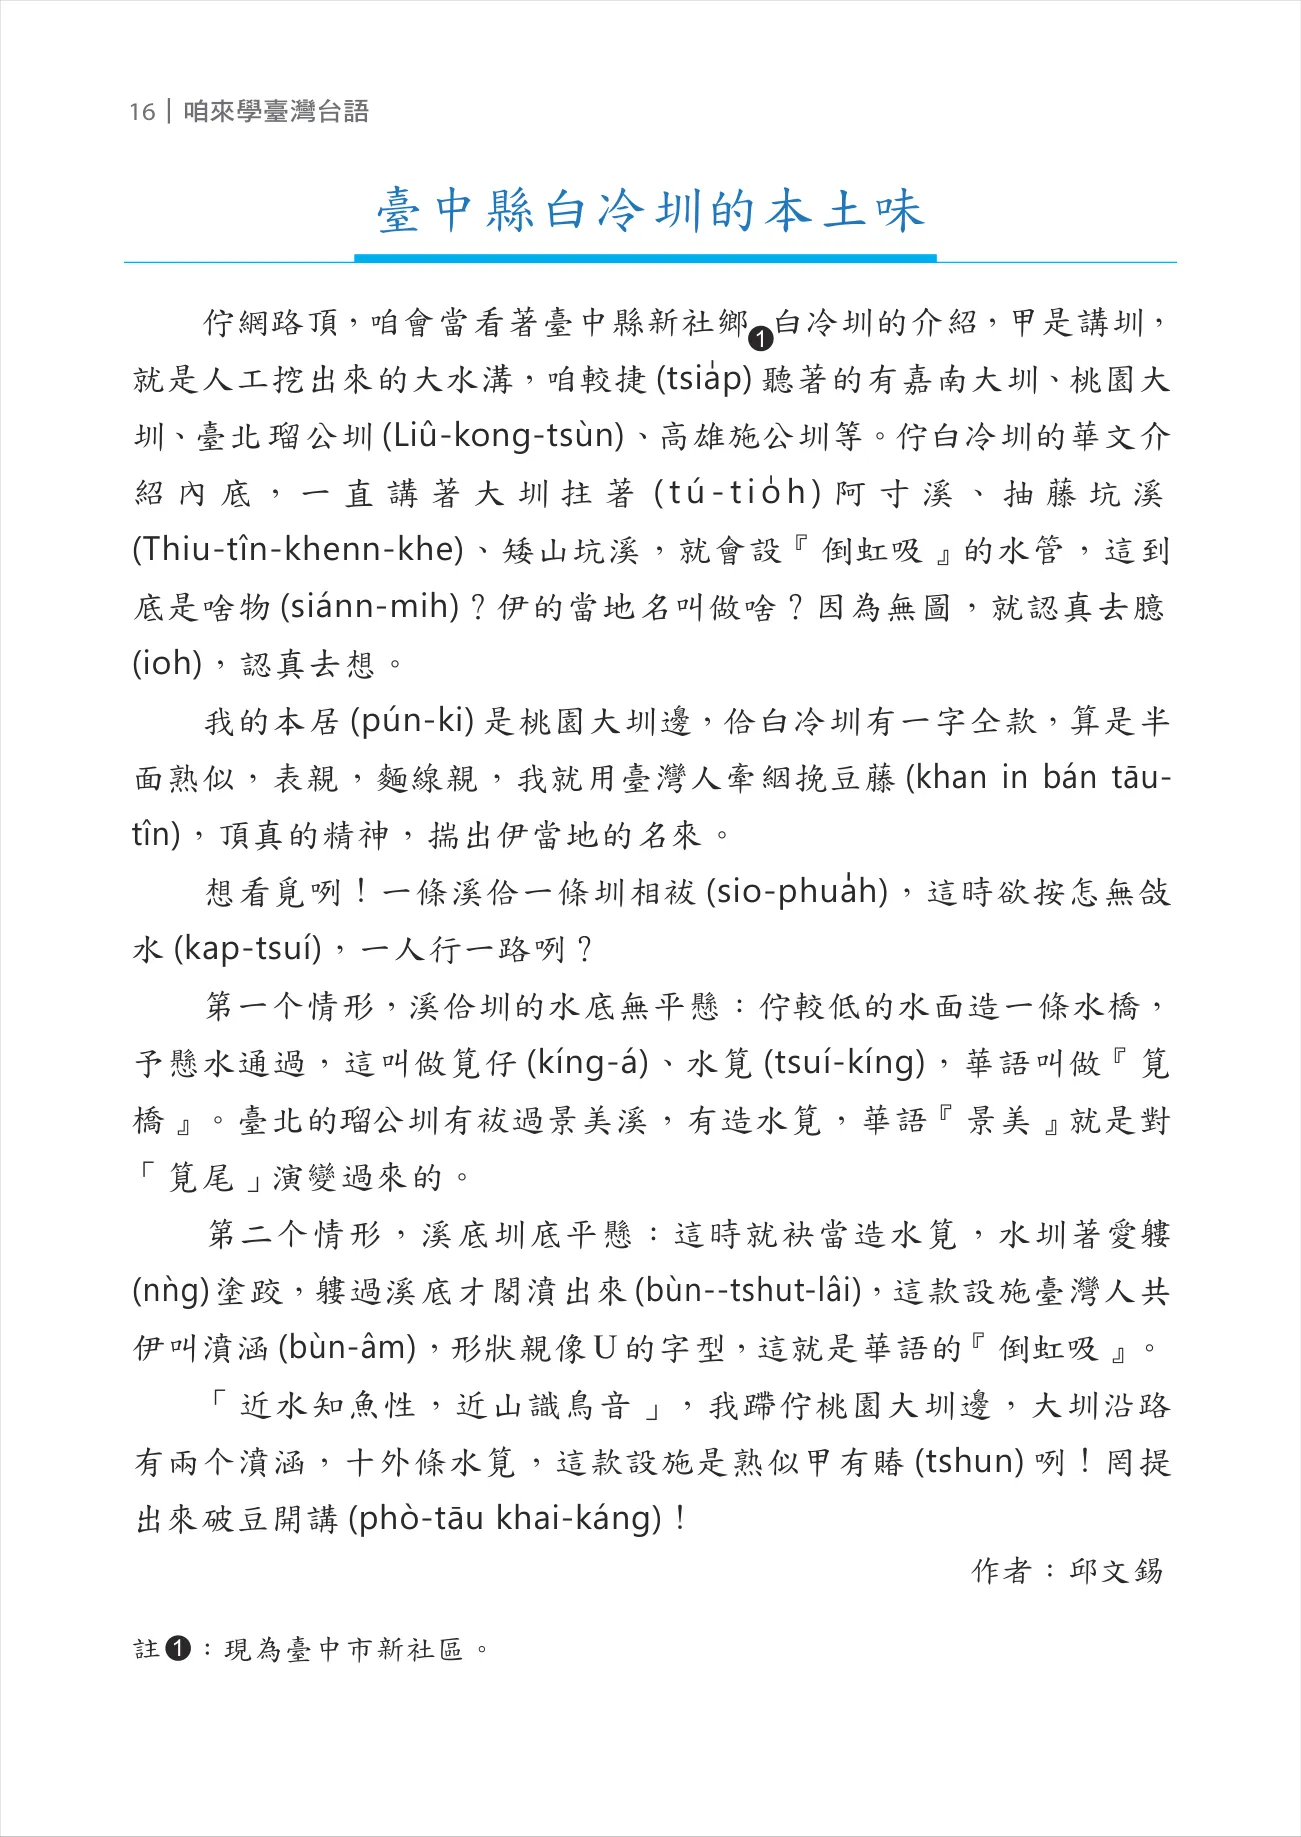 16｜咱來學臺灣台語
臺中縣白冷圳的本土味
佇網路頂，咱會當看著臺中縣新社鄉❶白冷圳的介紹，甲是講圳，
就是人工挖出來的大水溝，咱較捷 (tsia̍p) 聽著的有嘉南大圳、桃園大
圳、臺北瑠公圳 (Liû-kong-tsùn)、高雄施公圳等。佇白冷圳的華文介
紹內底，一直講著大圳拄著 (tú-tio̍h) 阿寸溪、抽藤坑溪
(Thiu-tîn-khenn-khe)、矮山坑溪，就會設『倒虹吸』的水管，這到
底是啥物 (siánn-mih)？伊的當地名叫做啥？因為無圖，就認真去臆
(ioh)，認真去想。
我的本居 (pún-ki) 是桃園大圳邊，佮白冷圳有一字仝款，算是半
面熟似，表親，麵線親，我就用臺灣人牽絪挽豆藤 (khan in bán tāu-
tîn)，頂真的精神，揣出伊當地的名來。
想看覓咧！一條溪佮一條圳相袚 (sio-phua̍h)，這時欲按怎無敆
水 (kap-tsuí)，一人行一路咧？
第一个情形，溪佮圳的水底無平懸：佇較低的水面造一條水橋，
予懸水通過，這叫做筧仔 (kíng-á)、水筧 (tsuí-kíng)，華語叫做『筧
橋』。臺北的瑠公圳有袚過景美溪，有造水筧，華語『景美』就是對
「筧尾」演變過來的。
第二个情形，溪底圳底平懸：這時就袂當造水筧，水圳著愛軁
(nǹg) 塗跤，軁過溪底才閣濆出來 (bùn--tshut-lâi)，這款設施臺灣人共
伊叫濆涵 (bùn-âm)，形狀親像U的字型，這就是華語的『倒虹吸』。
「近水知魚性，近山識鳥音」，我蹛佇桃園大圳邊，大圳沿路
有兩个濆涵，十外條水筧，這款設施是熟似甲有賰 (tshun) 咧！罔提
出來破豆開講 (phò-tāu khai-káng)！
作者：邱文錫
註❶：現為臺中市新社區。